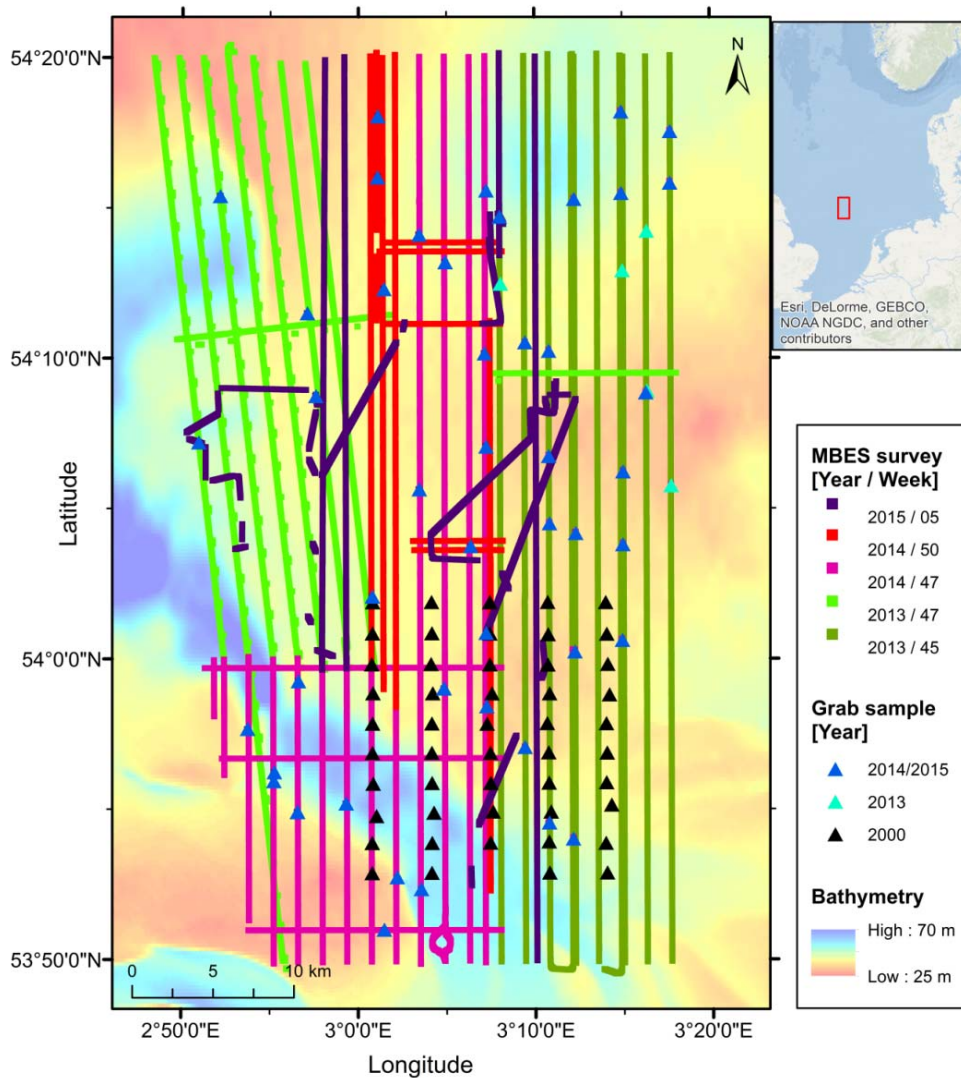 54°20'0"N
54°10'0"N
54°0'0"N
53°50'0"N
Latitude
N
0 5 10 km
2°50'0"E 3°0'0"E 3°10'0"E 3°20'0"E
Longitude
Esri, DeLorme, GEBCO,
NOAA NGDC, and other
contributors
MBES survey
[Year / Week]
2015 / 05
2014 / 50
2014 / 47
2013 / 47
2013 / 45
Grab sample
[Year]
2014/2015
2013
2000
Bathymetry
High : 70 m
Low : 25 m